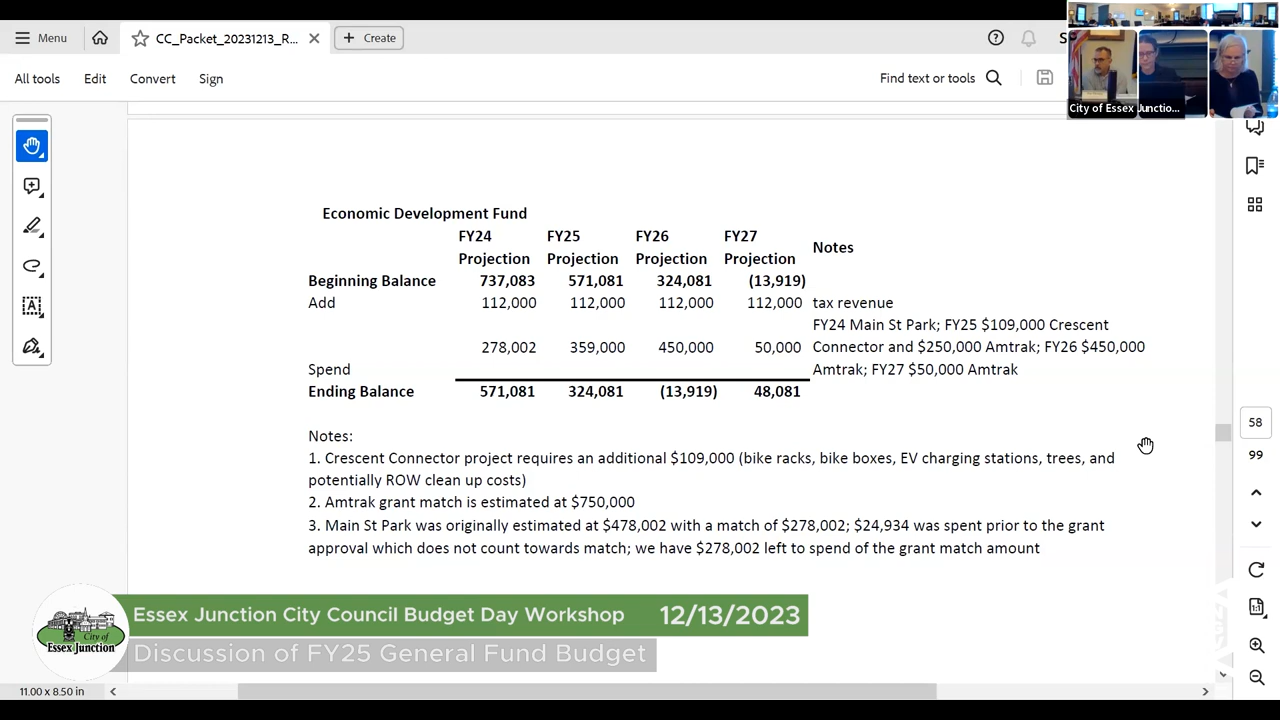 Menu
CC_Packet_20231213_R...
Create
All tools
Edit
Convert
Sign
Find text or tools
City of Essex Junctio...
Economic Development Fund
FY24 FY25 FY26 FY27
Projection Projection Projection Projection Notes
Beginning Balance 737,083 571,081 324,081 (13,919)
Add 112,000 112,000 112,000 112,000 tax revenue
FY24 Main St Park; FY25 $109,000 Crescent
278,002 359,000 450,000 50,000 Connector and $250,000 Amtrak; FY26 $450,000
Spend Amtrak; FY27 $50,000 Amtrak
Ending Balance 571,081 324,081 (13,919) 48,081
Notes:
1. Crescent Connector project requires an additional $109,000 (bike racks, bike boxes, EV charging stations, trees, and
potentially ROW clean up costs)
2. Amtrak grant match is estimated at $750,000
3. Main St Park was originally estimated at $478,002 with a match of $278,002; $24,934 was spent prior to the grant
approval which does not count towards match; we have $278,002 left to spend of the grant match amount
58
99
1:1
City of
Essex Junction
Essex Junction City Council Budget Day Workshop 12/13/2023
Discussion of FY25 General Fund Budget
11.00 x 8.50 in